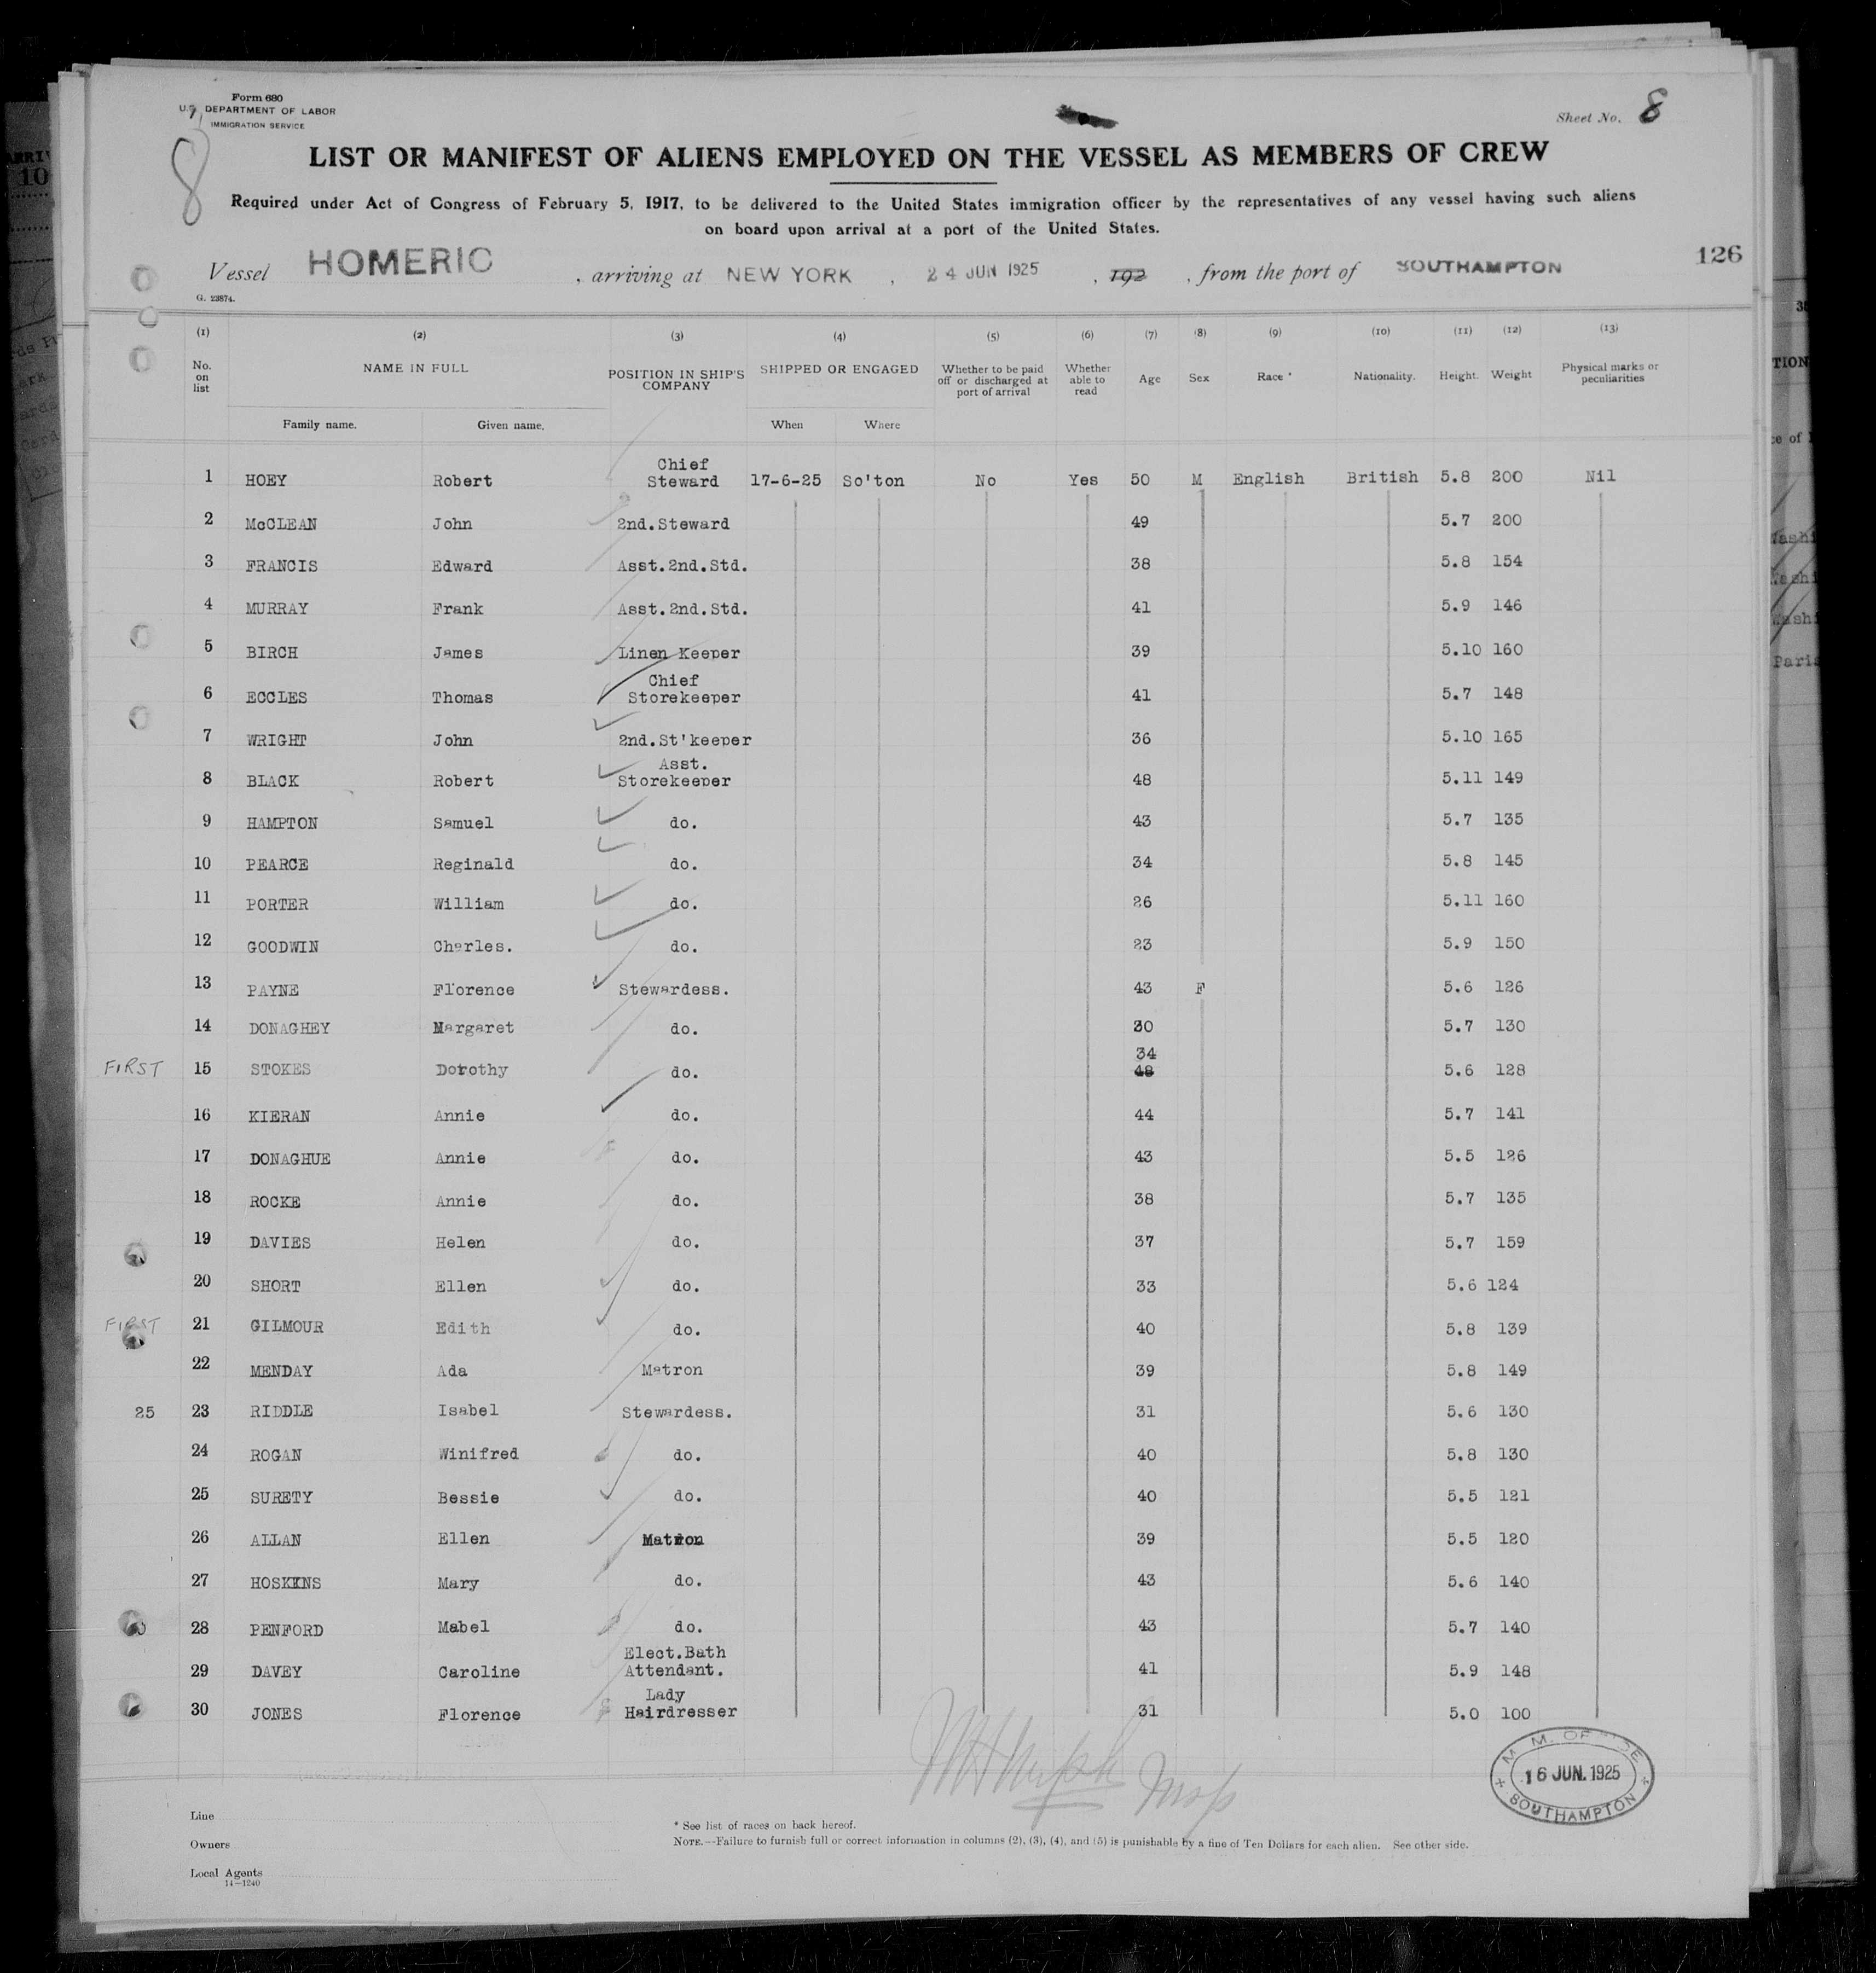 Form 680
U.S. DEPARTMENT OF LABOR
IMMIGRATION SERVICE
Sheet No. 8
8
LIST OR MANIFEST OF ALIENS EMPLOYED ON THE VESSEL AS MEMBERS OF CREW
Required under Act of Congress of February 5, 1917, to be delivered to the United States immigration officer by the representatives of any vessel having such aliens
on board upon arrival at a port of the United States.
126
Vessel HOMERIC , arriving at NEW YORK , 24 JUN 1925 , 192 , from the port of SOUTHAMPTON
G. 23874.
(1) (2) (3) (4) (5) (6) (7) (8) (9) (10) (11) (12) (13)
No. on list NAME IN FULL POSITION IN SHIP'S COMPANY SHIPPED OR ENGAGED Whether to be paid off or discharged at port of arrival Whether able to read Age Sex Race * Nationality. Height. Weight Physical marks or peculiarities
Family name. Given name. When Where
1 HOEY Robert Chief Steward 17-6-25 So'ton No Yes 50 M English British 5.8 200 Nil
2 McCLEAN John 2nd.Steward 49 5.7 200
3 FRANCIS Edward Asst.2nd.Std. 38 5.8 154
4 MURRAY Frank Asst.2nd.Std. 41 5.9 146
5 BIRCH James Linen Keeper 39 5.10 160
6 ECCLES Thomas Chief Storekeeper 41 5.7 148
7 WRIGHT John 2nd.St'keeper 36 5.10 165
8 BLACK Robert Asst. Storekeeper 48 5.11 149
9 HAMPTON Samuel do. 43 5.7 135
10 PEARCE Reginald do. 34 5.8 145
11 PORTER William do. 26 5.11 160
12 GOODWIN Charles. do. 23 5.9 150
13 PAYNE Florence Stewardess. 43 F 5.6 126
14 DONAGHEY Margaret do. 30 5.7 130
FIRST 15 STOKES Dorothy do. 34 48 5.6 128
16 KIERAN Annie do. 44 5.7 141
17 DONAGHUE Annie do. 43 5.5 126
18 ROCKE Annie do. 38 5.7 135
19 DAVIES Helen do. 37 5.7 159
20 SHORT Ellen do. 33 5.6 124
FIRST 21 GILMOUR Edith do. 40 5.8 139
22 MENDAY Ada Matron 39 5.8 149
25 23 RIDDLE Isabel Stewardess. 31 5.6 130
24 ROGAN Winifred do. 40 5.8 130
25 SURETY Bessie do. 40 5.5 121
26 ALLAN Ellen Matron 39 5.5 120
27 HOSKINS Mary do. 43 5.6 140
28 PENFORD Mabel do. 43 5.7 140
29 DAVEY Caroline Elect.Bath Attendant. 41 5.9 148
30 JONES Florence Lady Hairdresser 31 5.0 100
16 JUN. 1925
SOUTHAMPTON
Line
Owners
Local Agents
14—1240
* See list of races on back hereof.
NOTE.—Failure to furnish full or correct information in columns (2), (3), (4), and (5) is punishable by a fine of Ten Dollars for each alien. See other side.